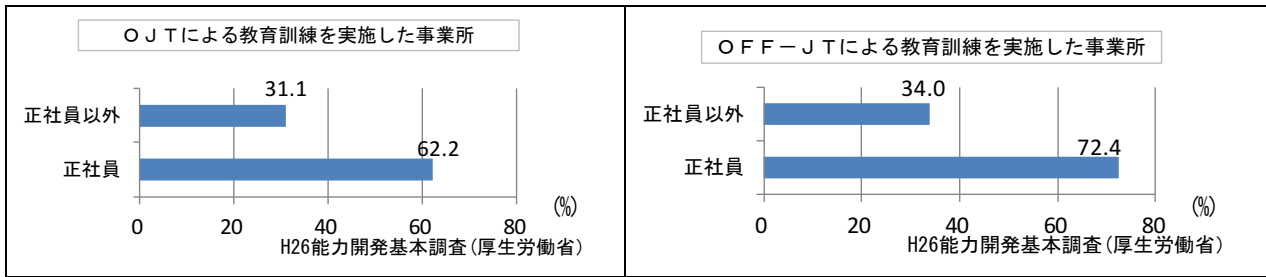 ＯＪＴによる教育訓練を実施した事業所
31.1
正社員以外
62.2
正社員
0 20 40 60 80
(%)
H26能力開発基本調査(厚生労働省)
ＯＦＦ－ＪＴによる教育訓練を実施した事業所
34.0
正社員以外
72.4
正社員
0 20 40 60 80
(%)
H26能力開発基本調査(厚生労働省)